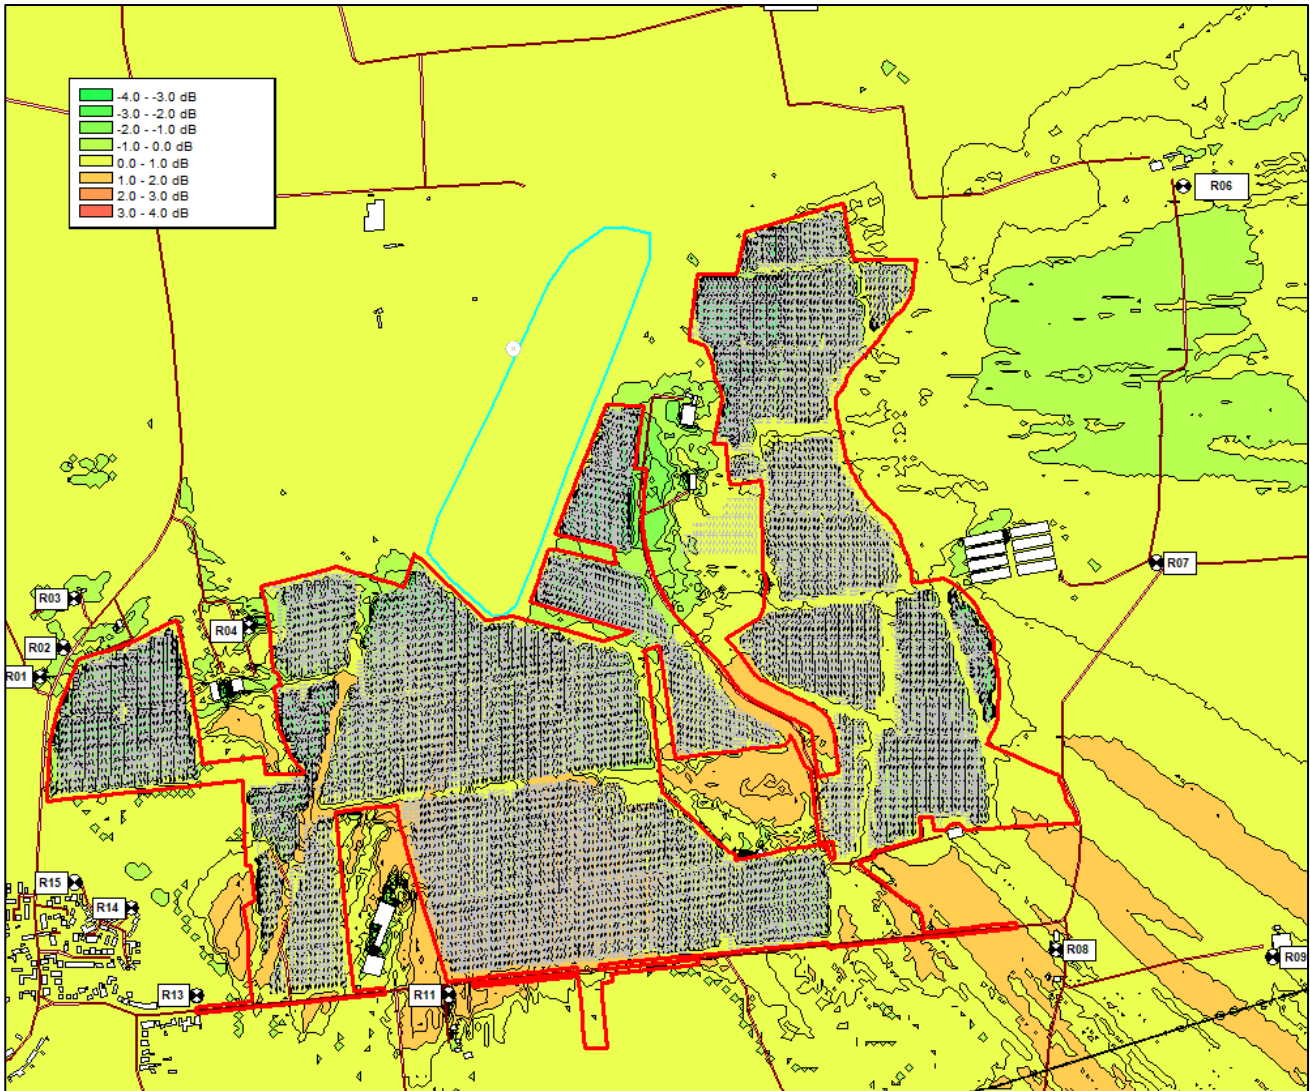 -4.0 - -3.0 dB
-3.0 - -2.0 dB
-2.0 - -1.0 dB
-1.0 - 0.0 dB
0.0 - 1.0 dB
1.0 - 2.0 dB
2.0 - 3.0 dB
3.0 - 4.0 dB
R06
R07
R03
R04
R02
R01
R15
R14
R08
R09
R13
R11